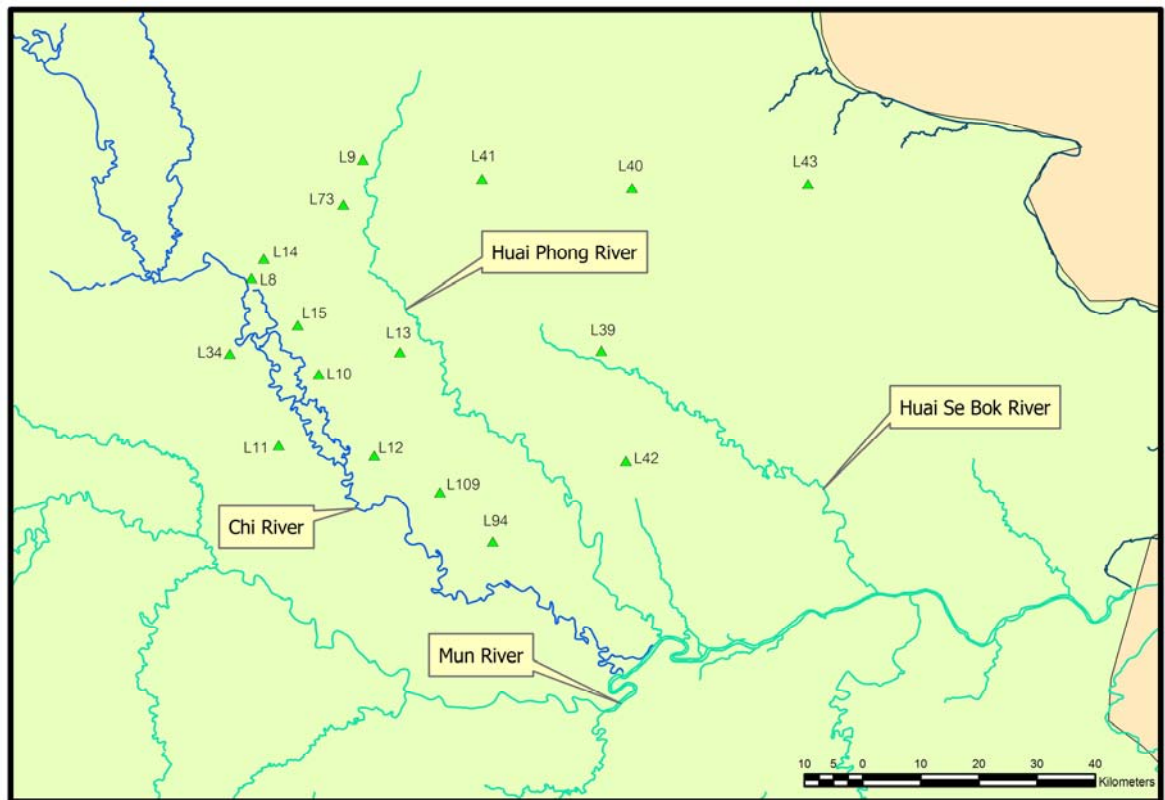 L9
L41
L40
L43
L73
Huai Phong River
L14
L8
L15
L13
L39
L34
L10
Huai Se Bok River
L11
L12
L42
L109
Chi River
L94
Mun River
10 5 0 10 20 30 40
Kilometers